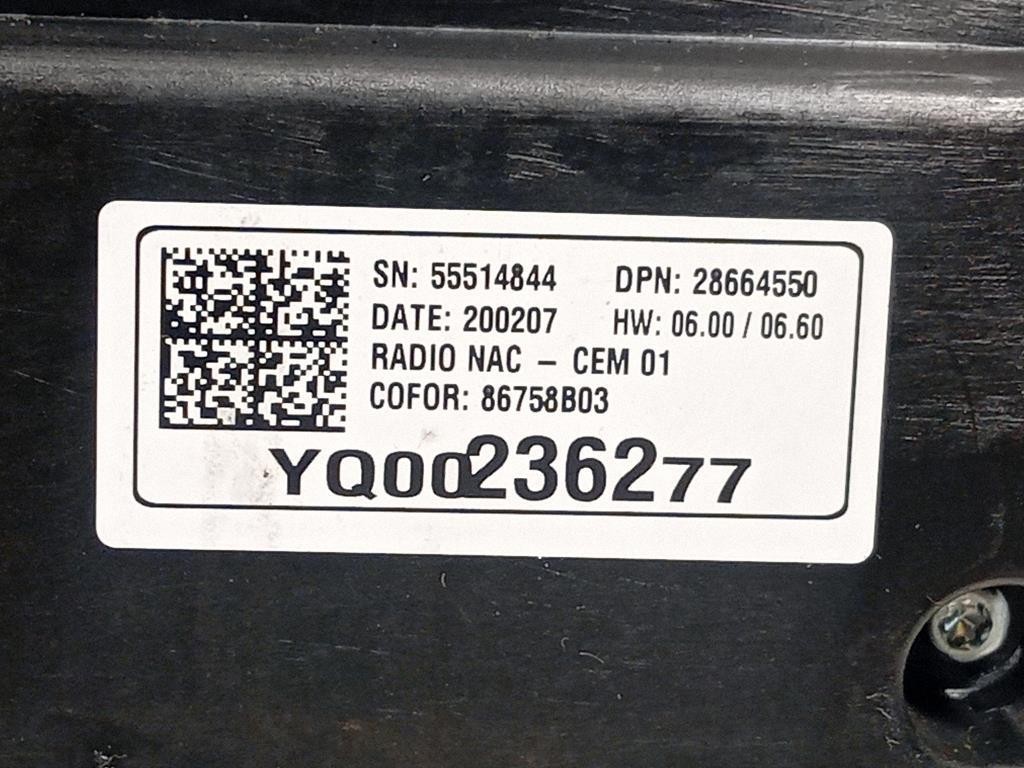 SN: 55514844 DPN: 28664550
DATE: 200207 HW: 06.00 / 06.60
RADIO NAC – CEM 01
COFOR: 86758B03
YQ00236277